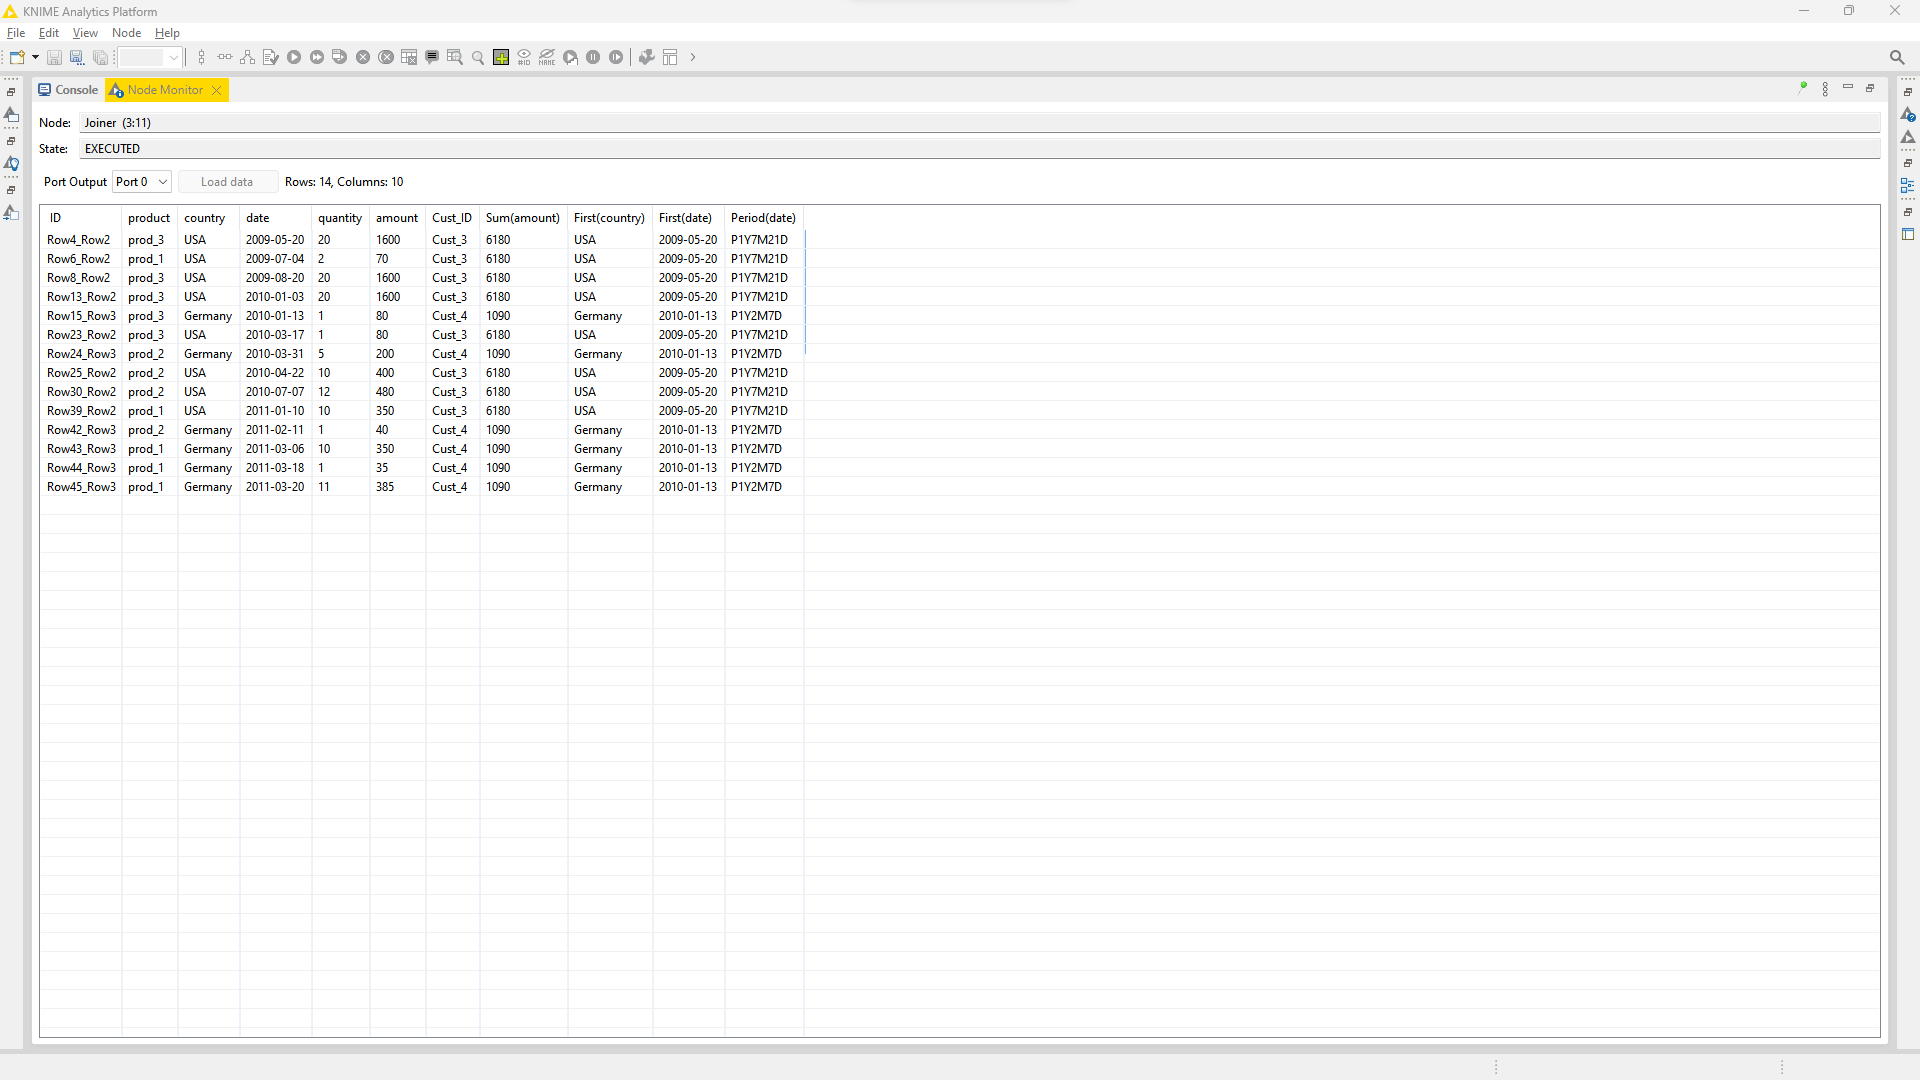 KNIME Analytics Platform
File Edit View Node Help
Console Node Monitor
Node: Joiner (3:11)
State: EXECUTED
Port Output Port 0 Load data Rows: 14, Columns: 10
ID product country date quantity amount Cust_ID Sum(amount) First(country) First(date) Period(date)
Row4_Row2 prod_3 USA 2009-05-20 20 1600 Cust_3 6180 USA 2009-05-20 P1Y7M21D
Row6_Row2 prod_1 USA 2009-07-04 2 70 Cust_3 6180 USA 2009-05-20 P1Y7M21D
Row8_Row2 prod_3 USA 2009-08-20 20 1600 Cust_3 6180 USA 2009-05-20 P1Y7M21D
Row13_Row2 prod_3 USA 2010-01-03 20 1600 Cust_3 6180 USA 2009-05-20 P1Y7M21D
Row15_Row3 prod_3 Germany 2010-01-13 1 80 Cust_4 1090 Germany 2010-01-13 P1Y2M7D
Row23_Row2 prod_3 USA 2010-03-17 1 80 Cust_3 6180 USA 2009-05-20 P1Y7M21D
Row24_Row3 prod_2 Germany 2010-03-31 5 200 Cust_4 1090 Germany 2010-01-13 P1Y2M7D
Row25_Row2 prod_2 USA 2010-04-22 10 400 Cust_3 6180 USA 2009-05-20 P1Y7M21D
Row30_Row2 prod_2 USA 2010-07-07 12 480 Cust_3 6180 USA 2009-05-20 P1Y7M21D
Row39_Row2 prod_1 USA 2011-01-10 10 350 Cust_3 6180 USA 2009-05-20 P1Y7M21D
Row42_Row3 prod_2 Germany 2011-02-11 1 40 Cust_4 1090 Germany 2010-01-13 P1Y2M7D
Row43_Row3 prod_1 Germany 2011-03-06 10 350 Cust_4 1090 Germany 2010-01-13 P1Y2M7D
Row44_Row3 prod_1 Germany 2011-03-18 1 35 Cust_4 1090 Germany 2010-01-13 P1Y2M7D
Row45_Row3 prod_1 Germany 2011-03-20 11 385 Cust_4 1090 Germany 2010-01-13 P1Y2M7D